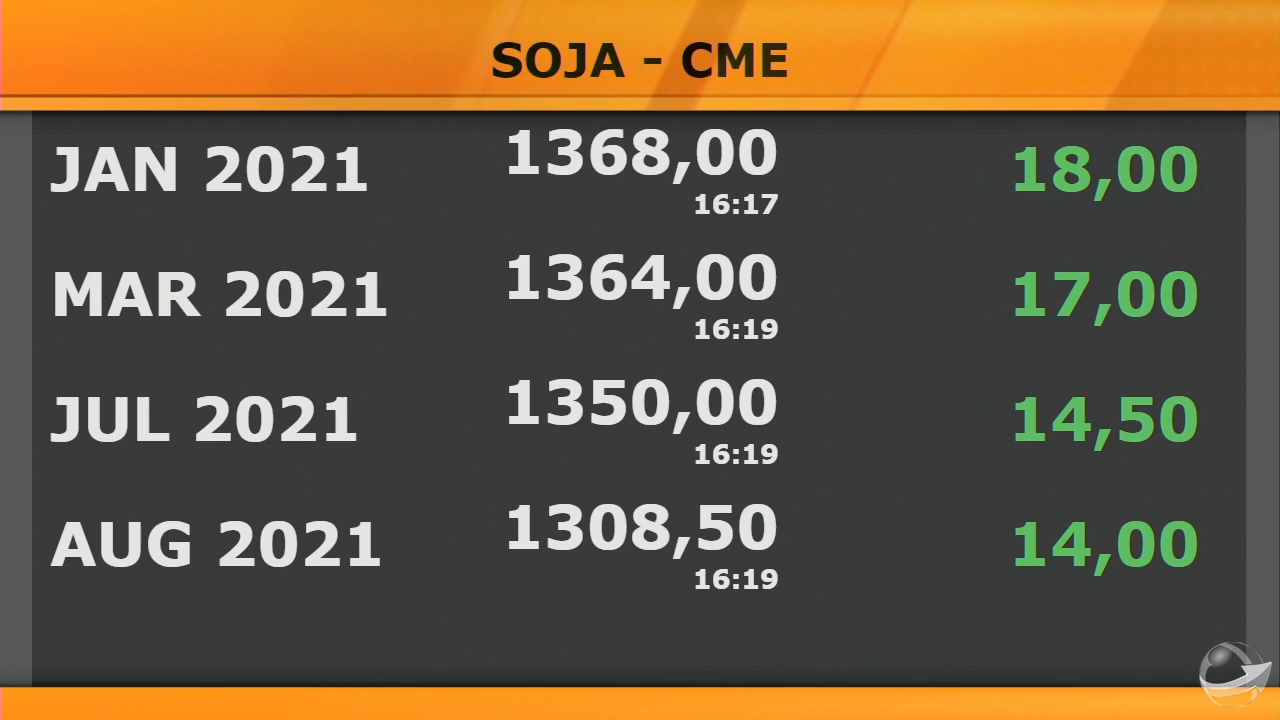 SOJA - CME
JAN 2021 1368,00 18,00
16:17
MAR 2021 1364,00 17,00
16:19
JUL 2021 1350,00 14,50
16:19
AUG 2021 1308,50 14,00
16:19